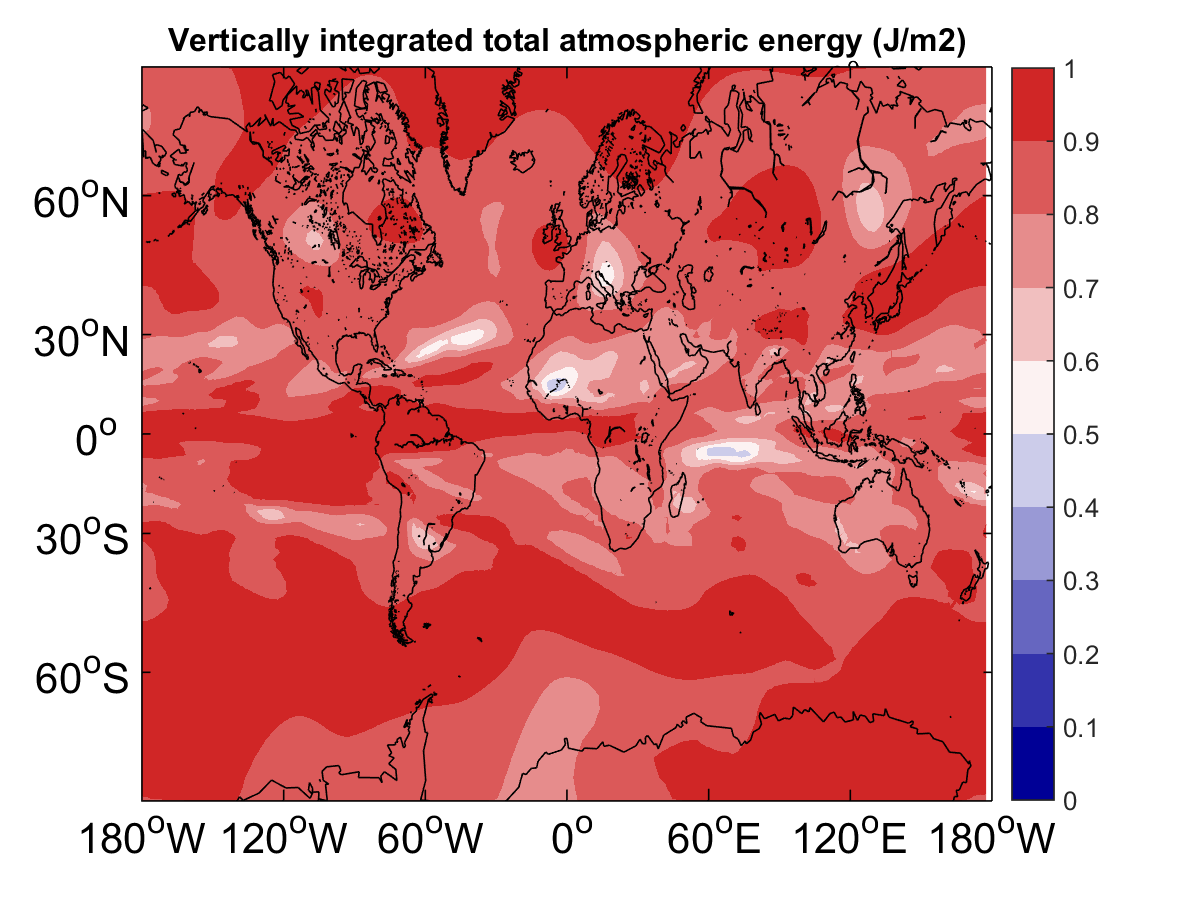 Vertically integrated total atmospheric energy (J/m2)
1
0.9
0.8
0.7
0.6
0.5
0.4
0.3
0.2
0.1
0
60°N
30°N
0°
30°S
60°S
180°W 120°W 60°W 0° 60°E 120°E 180°W